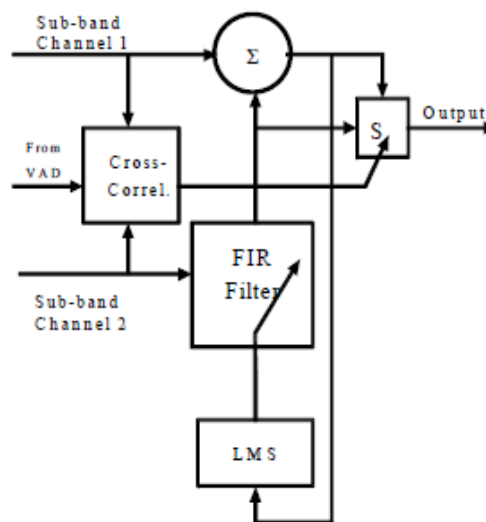 Sub-band
Channel 1
Σ
Output
S
From
VAD
Cross-
Correl.
FIR
Filter
Sub-band
Channel 2
LMS